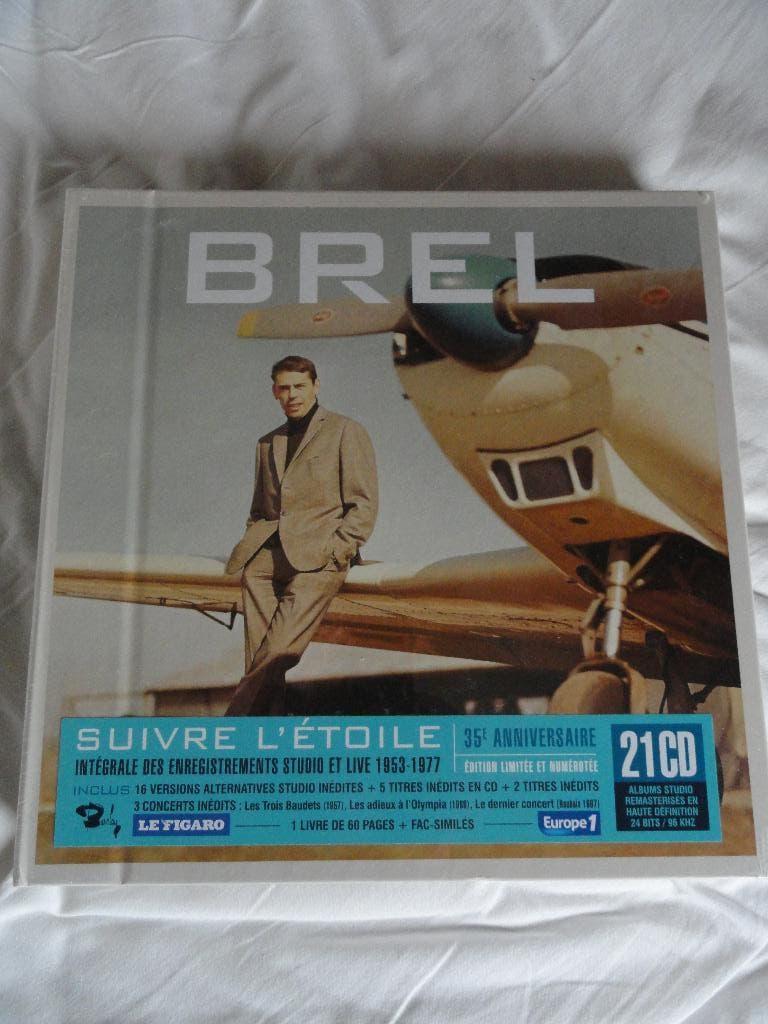 BREL
SUIVRE L'ÉTOILE
35E ANNIVERSAIRE
INTÉGRALE DES ENREGISTREMENTS STUDIO ET LIVE 1953-1977
ÉDITION LIMITÉE ET NUMÉROTÉE
INCLUS 16 VERSIONS ALTERNATIVES STUDIO INÉDITES + 5 TITRES INÉDITS EN CD + 2 TITRES INÉDITS
3 CONCERTS INÉDITS : Les Trois Baudets (1957), Les adieux à l'Olympia (1966), Le dernier concert (Roubaix 1967)
Barclay
LE FIGARO
1 LIVRE DE 60 PAGES + FAC-SIMILÉS
Europe 1
21CD
ALBUMS STUDIO
REMASTERISÉS EN
HAUTE DÉFINITION
24 BITS / 96 KHZ